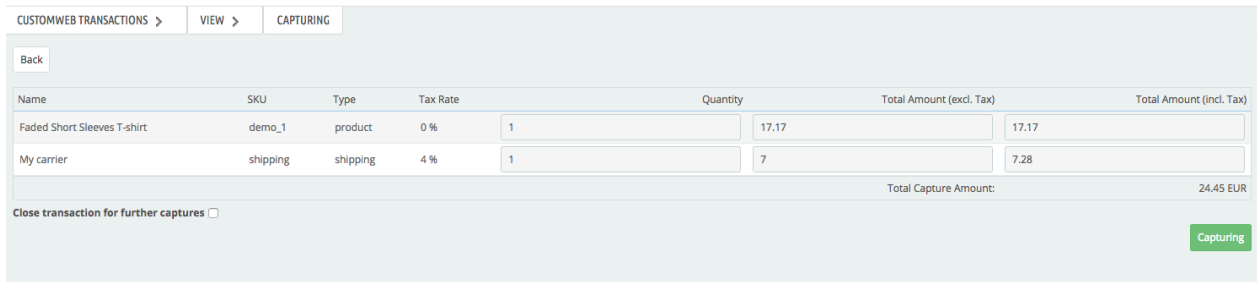 CUSTOMWEB TRANSACTIONS > VIEW > CAPTURING
Back
Name SKU Type Tax Rate Quantity Total Amount (excl. Tax) Total Amount (incl. Tax)
Faded Short Sleeves T-shirt demo_1 product 0 % 1 17.17 17.17
My carrier shipping shipping 4 % 1 7 7.28
Total Capture Amount: 24.45 EUR
Close transaction for further captures
Capturing